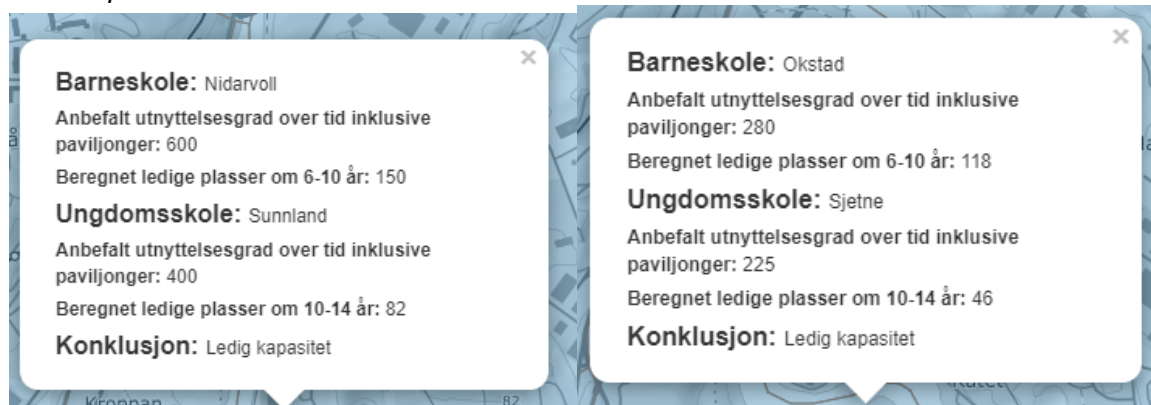 ×
Barneskole: Nidarvoll
Anbefalt utnyttelsesgrad over tid inklusive
paviljonger: 600
Beregnet ledige plasser om 6-10 år: 150
Ungdomsskole: Sunnland
Anbefalt utnyttelsesgrad over tid inklusive
paviljonger: 400
Beregnet ledige plasser om 10-14 år: 82
Konklusjon: Ledig kapasitet
82
×
Barneskole: Okstad
Anbefalt utnyttelsesgrad over tid inklusive
paviljonger: 280
Beregnet ledige plasser om 6-10 år: 118
Ungdomsskole: Sjetne
Anbefalt utnyttelsesgrad over tid inklusive
paviljonger: 225
Beregnet ledige plasser om 10-14 år: 46
Konklusjon: Ledig kapasitet